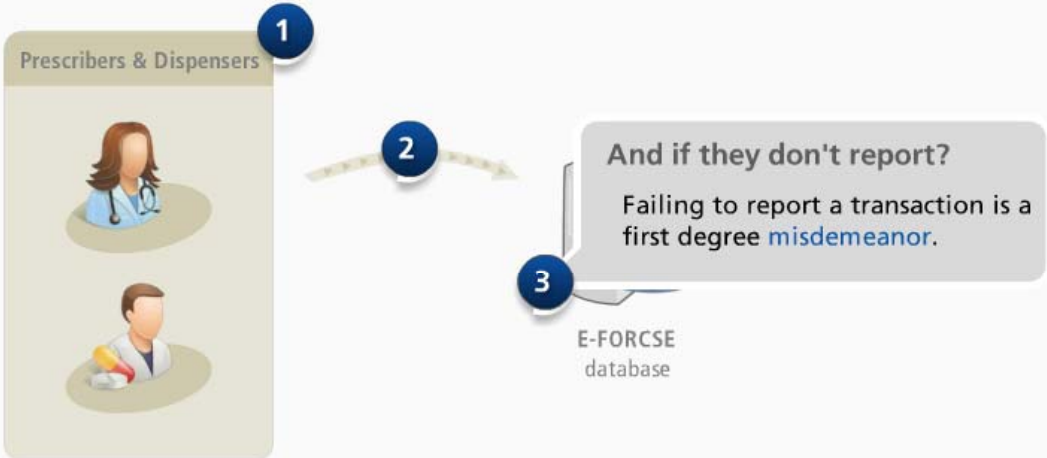 1
Prescribers & Dispensers
2
And if they don't report?
Failing to report a transaction is a
first degree misdemeanor.
3
E-FORCSE
database